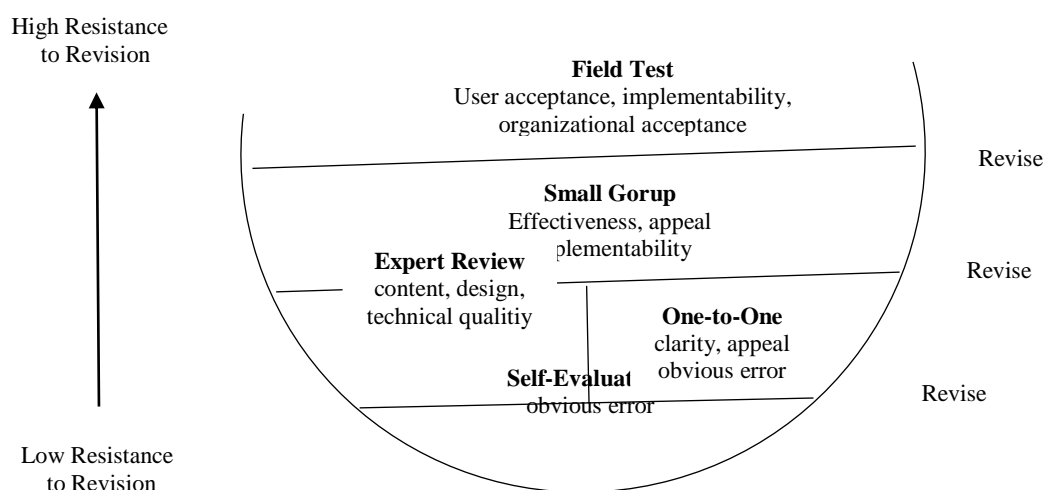 High Resistance
to Revision
Field Test
User acceptance, implementability,
organizational acceptance
Revise
Small Gorup
Effectiveness, appeal
plementability
Revise
Expert Review
content, design,
technical qualitiy
One-to-One
clarity, appeal
obvious error
Revise
Self-Evaluat
obvious error
Low Resistance
to Revision